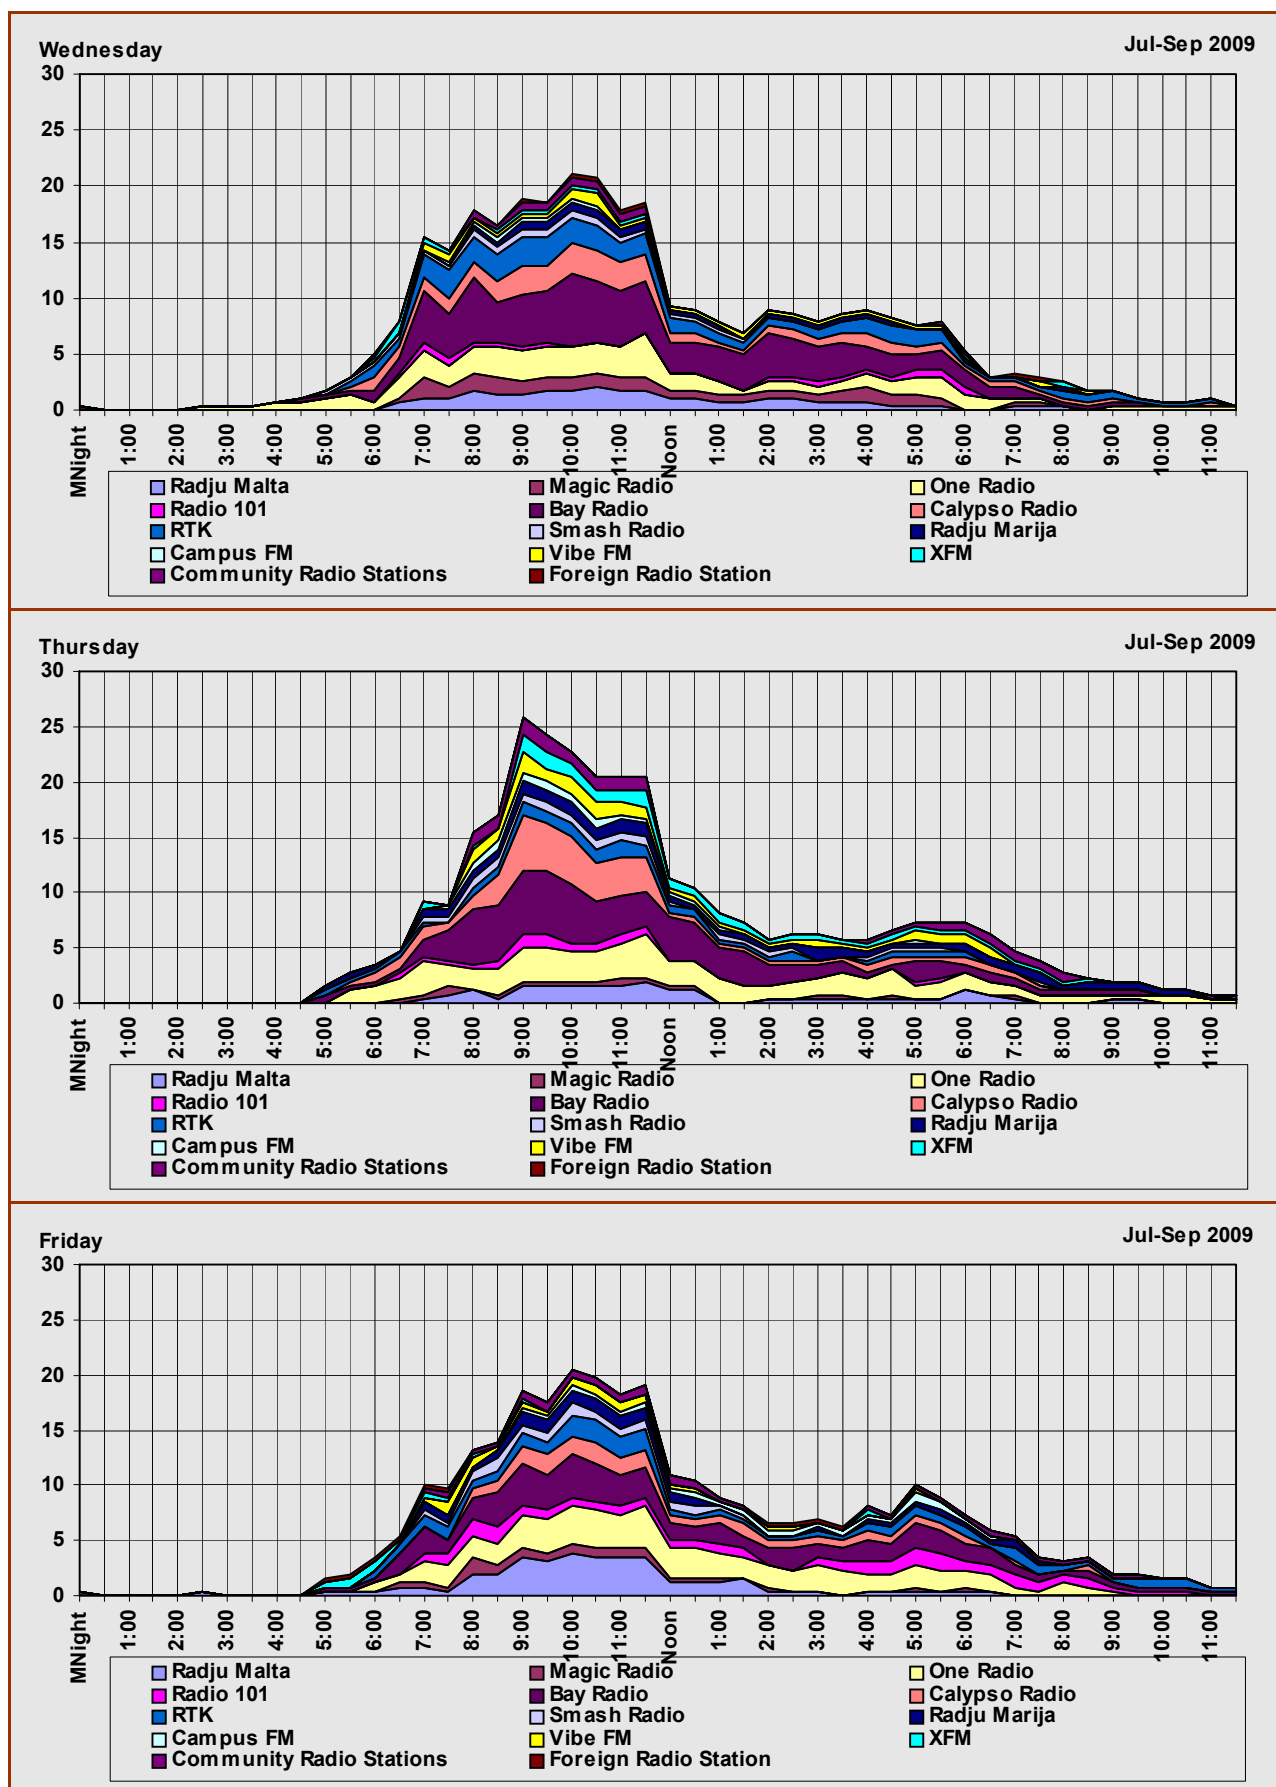 Wednesday Jul-Sep 2009
30
25
20
15
10
5
0
MNight 1:00 2:00 3:00 4:00 5:00 6:00 7:00 8:00 9:00 10:00 11:00 Noon 1:00 2:00 3:00 4:00 5:00 6:00 7:00 8:00 9:00 10:00 11:00
Radju Malta Magic Radio One Radio
Radio 101 Bay Radio Calypso Radio
RTK Smash Radio Radju Marija
Campus FM Vibe FM XFM
Community Radio Stations Foreign Radio Station
Thursday Jul-Sep 2009
30
25
20
15
10
5
0
MNight 1:00 2:00 3:00 4:00 5:00 6:00 7:00 8:00 9:00 10:00 11:00 Noon 1:00 2:00 3:00 4:00 5:00 6:00 7:00 8:00 9:00 10:00 11:00
Radju Malta Magic Radio One Radio
Radio 101 Bay Radio Calypso Radio
RTK Smash Radio Radju Marija
Campus FM Vibe FM XFM
Community Radio Stations Foreign Radio Station
Friday Jul-Sep 2009
30
25
20
15
10
5
0
MNight 1:00 2:00 3:00 4:00 5:00 6:00 7:00 8:00 9:00 10:00 11:00 Noon 1:00 2:00 3:00 4:00 5:00 6:00 7:00 8:00 9:00 10:00 11:00
Radju Malta Magic Radio One Radio
Radio 101 Bay Radio Calypso Radio
RTK Smash Radio Radju Marija
Campus FM Vibe FM XFM
Community Radio Stations Foreign Radio Station